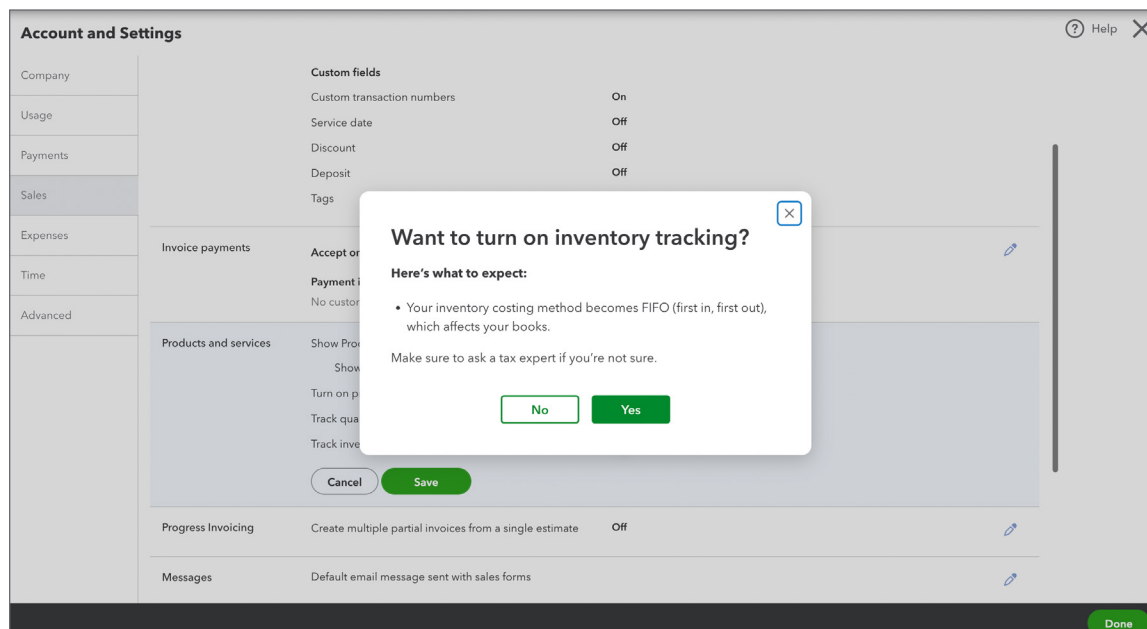 Account and Settings
Help
Company
Usage
Payments
Sales
Expenses
Time
Advanced
Custom fields
Custom transaction numbers On
Service date Off
Discount Off
Deposit Off
Tags
Invoice payments
Accept on
Payment i
No custor
Products and services
Show Pro
Show
Turn on p
Track qua
Track inve
Cancel Save
Want to turn on inventory tracking?
Here's what to expect:
• Your inventory costing method becomes FIFO (first in, first out),
which affects your books.
Make sure to ask a tax expert if you're not sure.
No Yes
Progress Invoicing Create multiple partial invoices from a single estimate Off
Messages Default email message sent with sales forms
Done